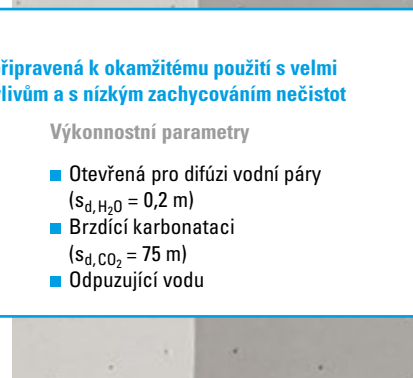 řipravená k okamžitému použití s velmi
livům a s nízkým zachycováním nečistot
Výkonnostní parametry
Otevřená pro difúzi vodní páry
(sd, H₂O = 0,2 m)
Brzdící karbonataci
(sd, CO₂ = 75 m)
Odpuzující vodu